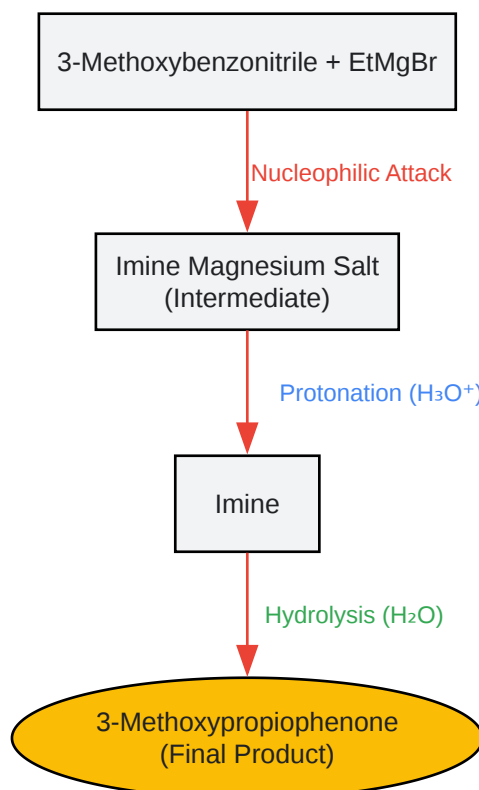 3-Methoxybenzonitrile + EtMgBr
Nucleophilic Attack
Imine Magnesium Salt
(Intermediate)
Protonation (H₃O⁺)
Imine
Hydrolysis (H₂O)
3-Methoxypropiophenone
(Final Product)